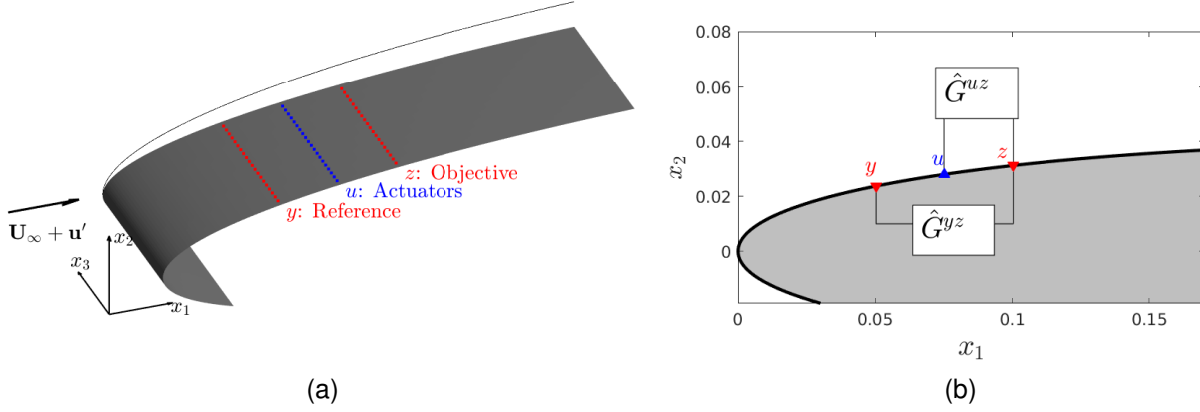 z: Objective
u: Actuators
y: Reference
U∞ + u′
x₂
x₃
x₁
(a)
0.08
0.06
0.04
0.02
0
x₂
Ĝᵘᶻ
y
u
z
Ĝʸᶻ
0
0.05
0.1
0.15
x₁
(b)